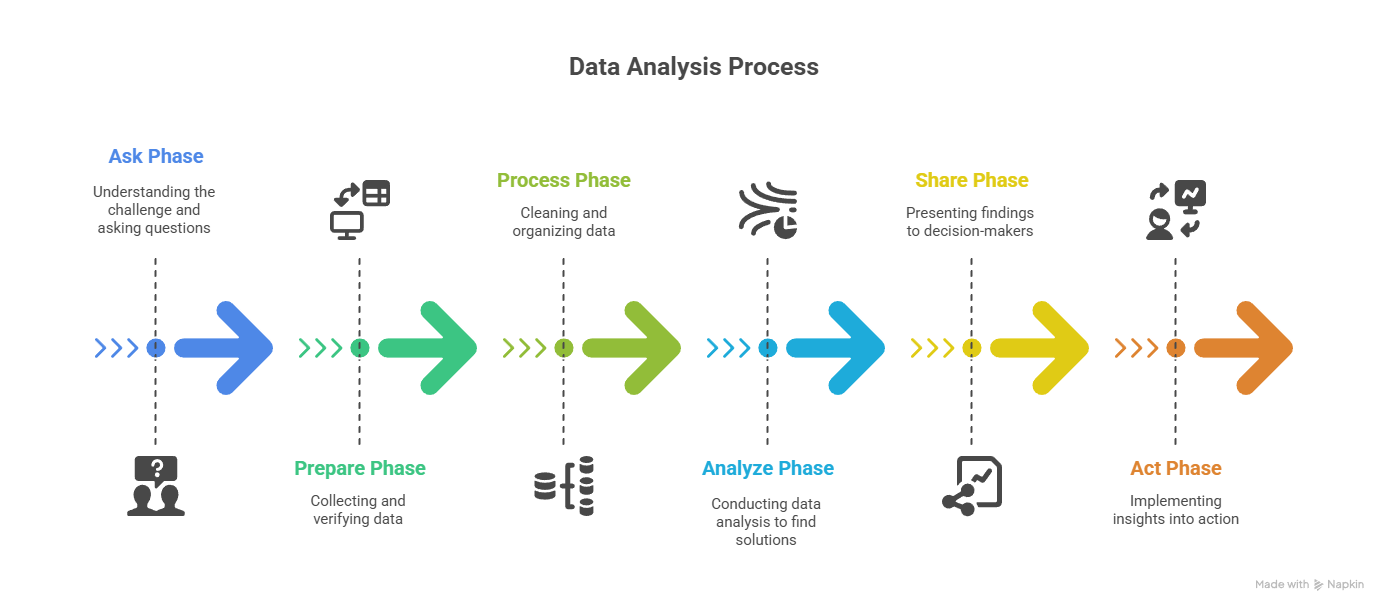 Data Analysis Process
Ask Phase
Understanding the
challenge and
asking questions
Prepare Phase
Collecting and
verifying data
Process Phase
Cleaning and
organizing data
Analyze Phase
Conducting data
analysis to find
solutions
Share Phase
Presenting findings
to decision-makers
Act Phase
Implementing
insights into action
?
Made with Napkin